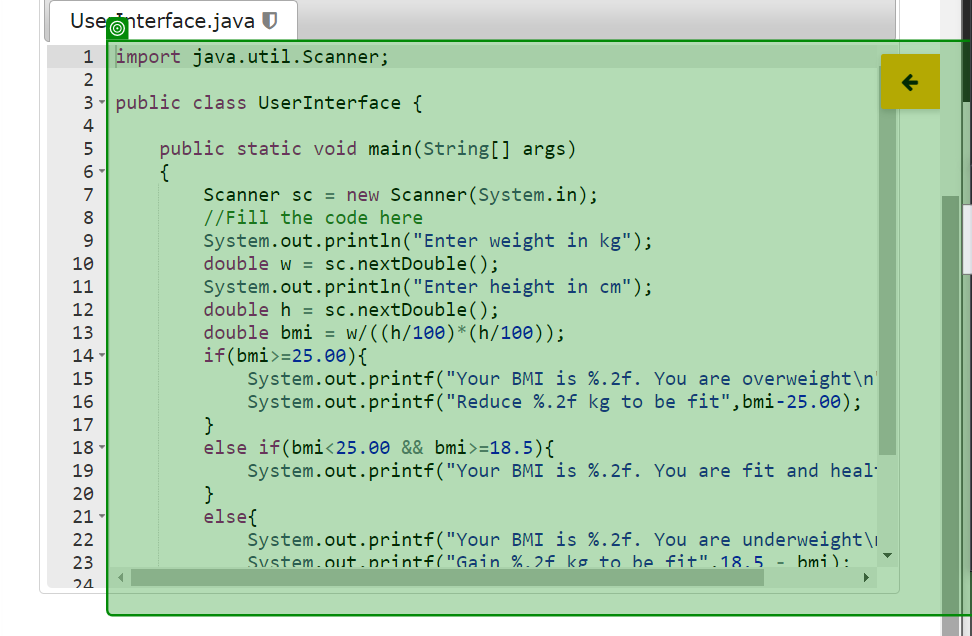 UserInterface.java
1 import java.util.Scanner;
2
3 public class UserInterface {
4
5 public static void main(String[] args)
6 {
7 Scanner sc = new Scanner(System.in);
8 //Fill the code here
9 System.out.println("Enter weight in kg");
10 double w = sc.nextDouble();
11 System.out.println("Enter height in cm");
12 double h = sc.nextDouble();
13 double bmi = w/((h/100)*(h/100));
14 if(bmi>=25.00){
15 System.out.printf("Your BMI is %.2f. You are overweight\n"
16 System.out.printf("Reduce %.2f kg to be fit",bmi-25.00);
17 }
18 else if(bmi<25.00 && bmi>=18.5){
19 System.out.printf("Your BMI is %.2f. You are fit and
20 }
21 else{
22 System.out.printf("Your BMI is %.2f. You are underweight\
23 System.out.printf("Gain %.2f kg to be fit",18.5 - bmi);
24